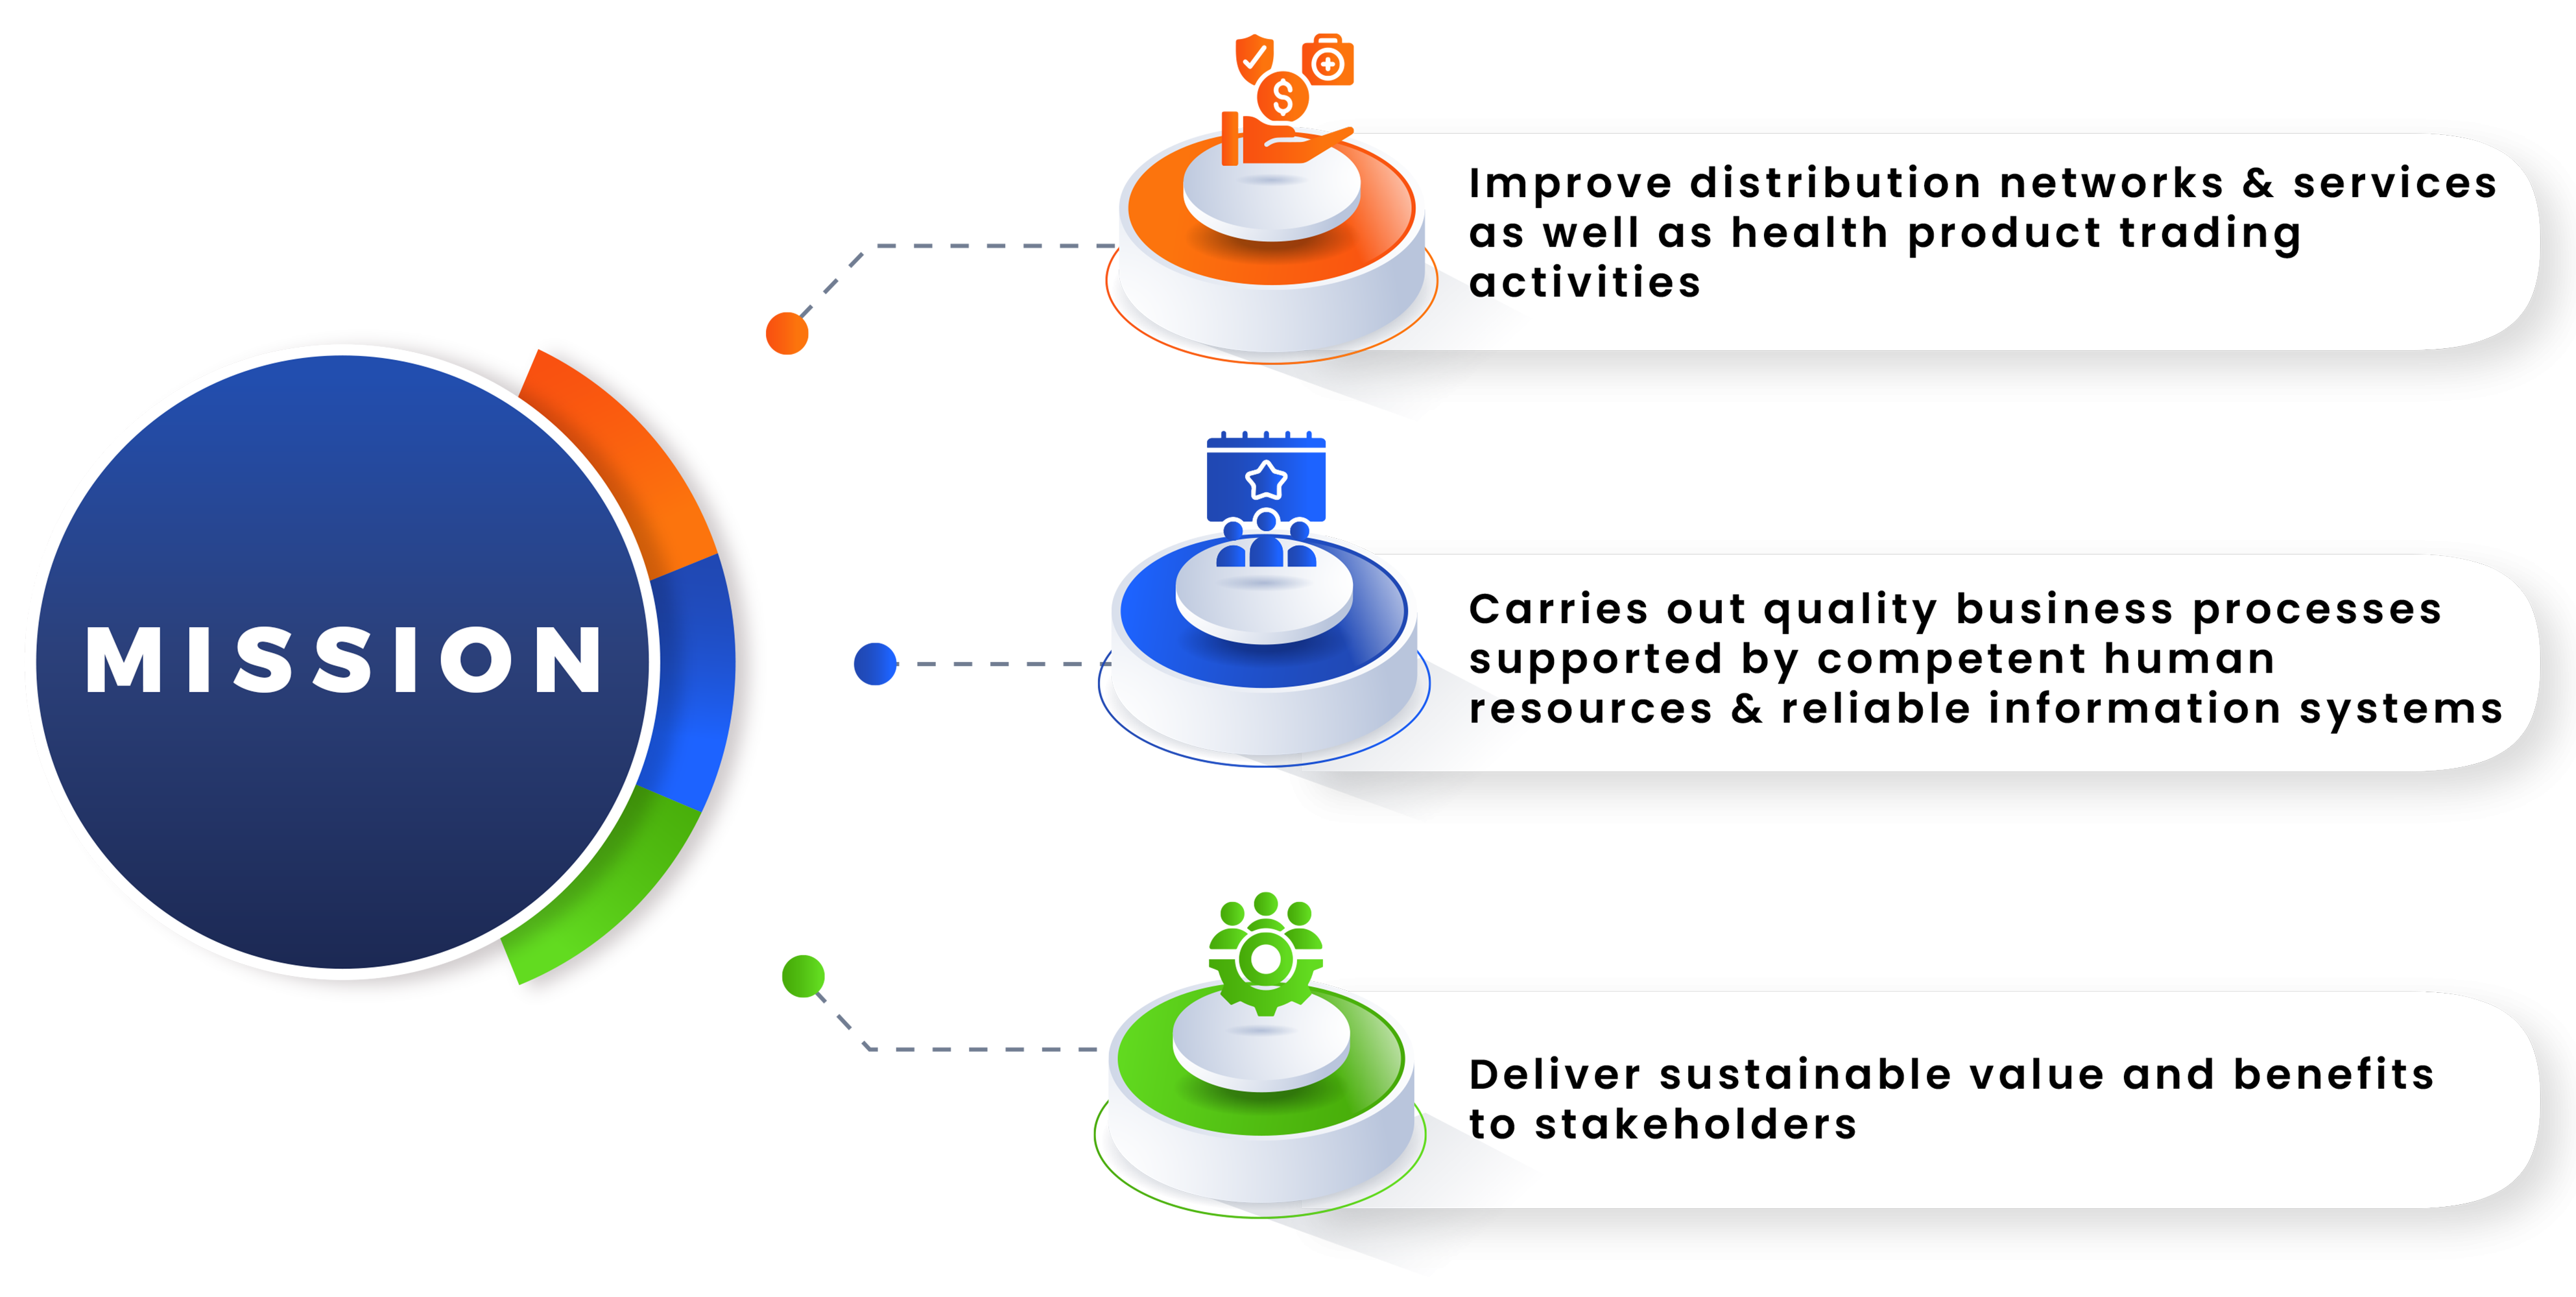 MISSION
Improve distribution networks & services
as well as health product trading
activities
Carries out quality business processes
supported by competent human
resources & reliable information systems
Deliver sustainable value and benefits
to stakeholders